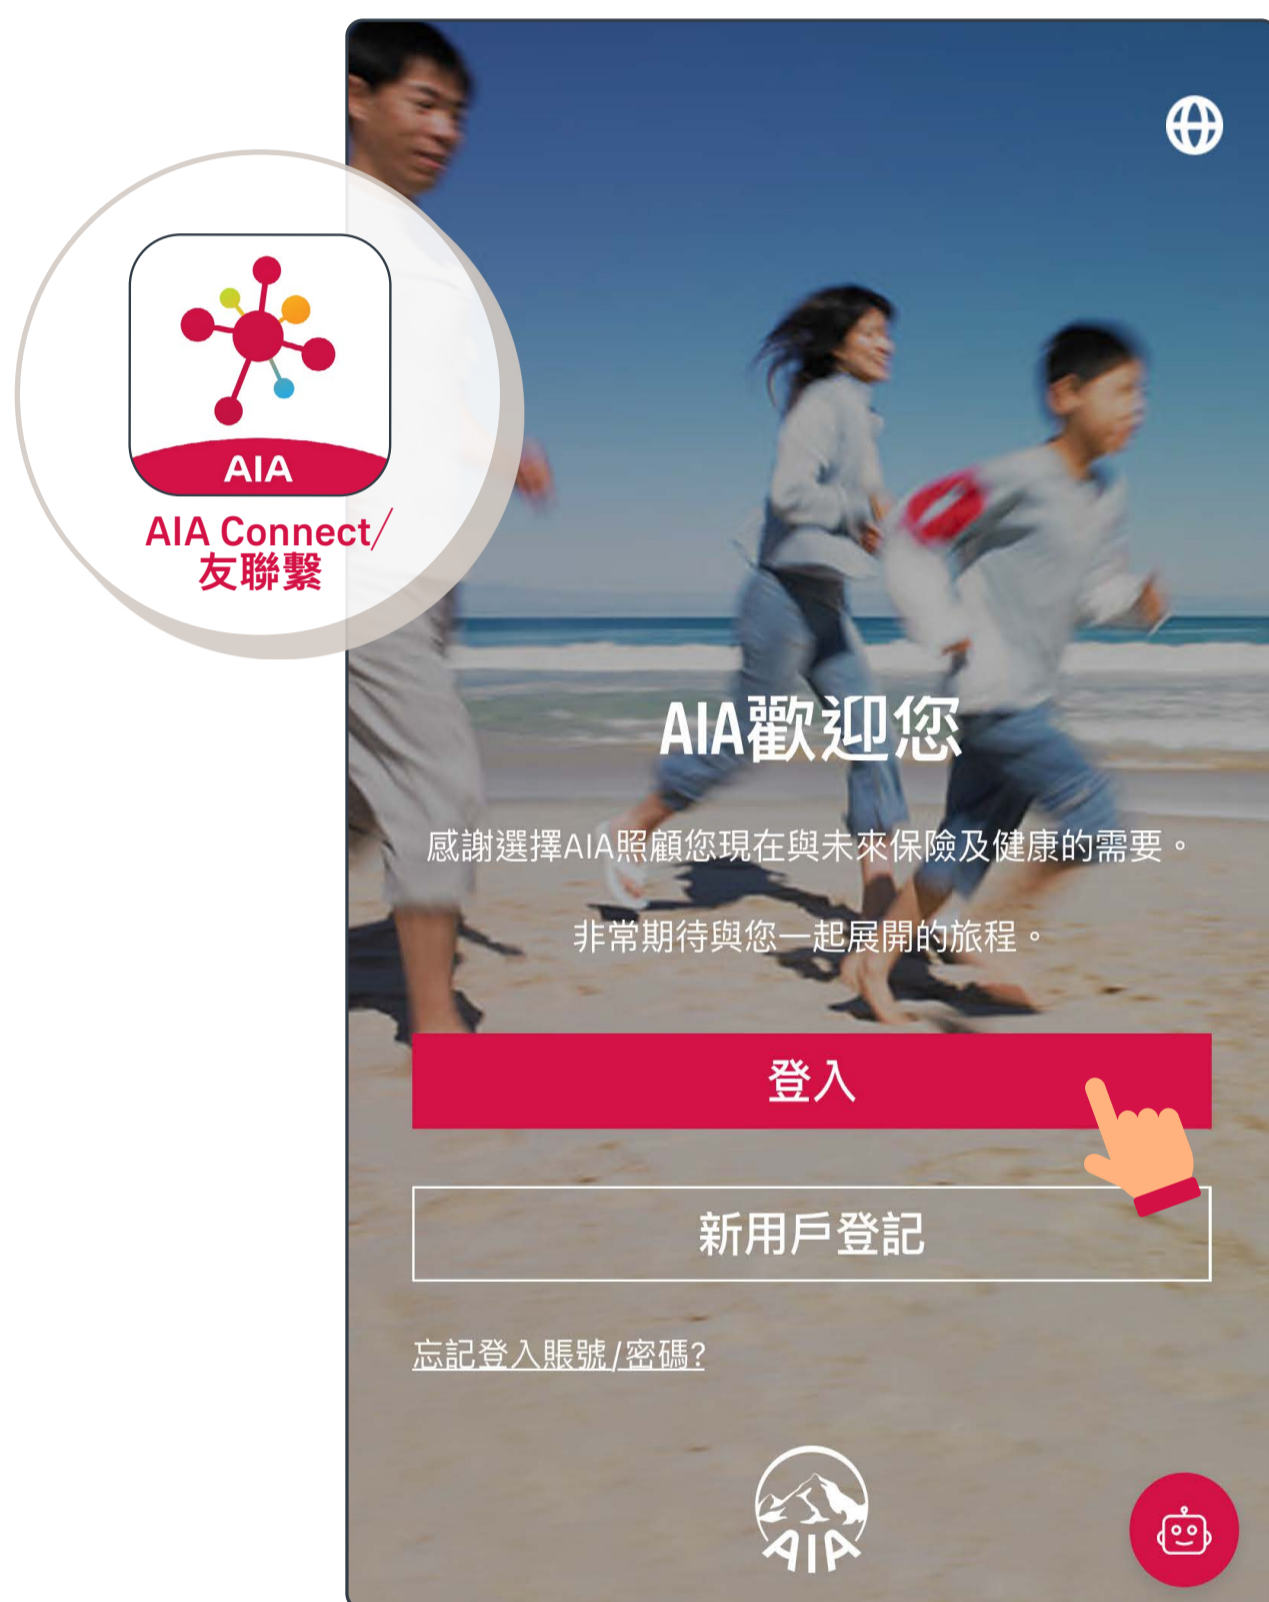 AIA
AIA Connect/
友聯繫
AIA歡迎您
感謝選擇AIA照顧您現在與未來保險及健康的需要。
非常期待與您一起展開的旅程。
登入
新用戶登記
忘記登入賬號/密碼?
AIA